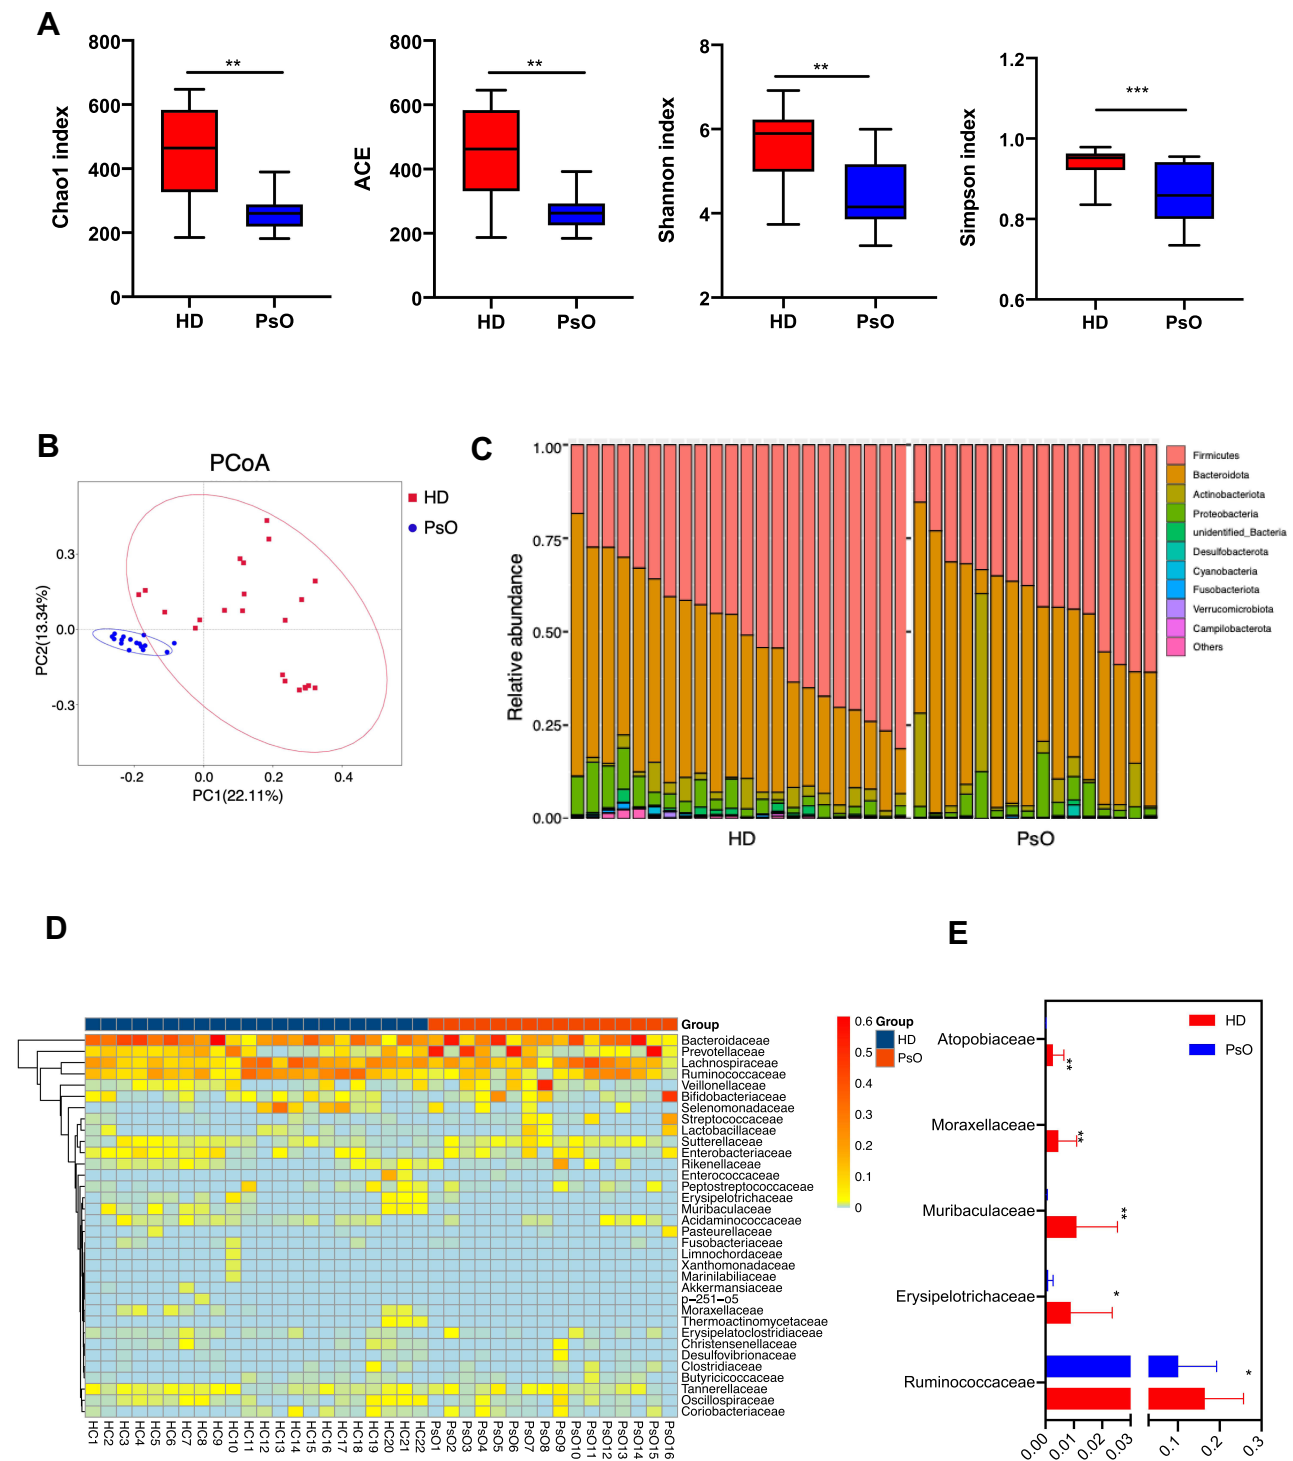 A
800
600
400
200
0
Chao1 index
**
HD
PsO
800
600
400
200
0
ACE
**
HD
PsO
8
6
4
2
Shannon index
**
HD
PsO
1.2
1.0
0.8
0.6
Simpson index
***
HD
PsO
B
PCoA
HD
PsO
0.3
0.0
-0.3
PC2(13.34%)
-0.2
0.0
0.2
0.4
PC1(22.11%)
C
1.00
0.75
0.50
0.25
0.00
Relative abundance
HD
PsO
Firmicutes
Bacteroidota
Actinobacteriota
Proteobacteria
unidentified_Bacteria
Desulfobacterota
Cyanobacteria
Fusobacteriota
Verrucomicrobiota
Campilobacterota
Others
D
Group
Bacteroidaceae
Prevotellaceae
Lachnospiraceae
Ruminococcaceae
Veillonellaceae
Bifidobacteriaceae
Selenomonadaceae
Streptococcaceae
Lactobacillaceae
Sutterellaceae
Enterobacteriaceae
Rikenellaceae
Enterococcaceae
Peptostreptococcaceae
Erysipelotrichaceae
Muribaculaceae
Acidaminococcaceae
Pasteurellaceae
Fusobacteriaceae
Limnochordaceae
Xanthomonadaceae
Marinilabiliaceae
Akkermansiaceae
p−251−o5
Moraxellaceae
Thermoactinomycetaceae
Erysipelatoclostridiaceae
Christensenellaceae
Desulfovibrionaceae
Clostridiaceae
Butyricicoccaceae
Tannerellaceae
Oscillospiraceae
Coriobacteriaceae
HC1
HC2
HC3
HC4
HC5
HC6
HC7
HC8
HC9
HC10
HC11
HC12
HC13
HC14
HC15
HC16
HC17
HC18
HC19
HC20
HC21
HC22
PsO1
PsO2
PsO3
PsO4
PsO5
PsO6
PsO7
PsO8
PsO9
PsO10
PsO11
PsO12
PsO13
PsO14
PsO15
PsO16
0.6
0.5
0.4
0.3
0.2
0.1
0
Group
HD
PsO
E
HD
PsO
Atopobiaceae
**
Moraxellaceae
**
Muribaculaceae
**
Erysipelotrichaceae
*
Ruminococcaceae
*
0.00
0.01
0.02
0.03
0.1
0.2
0.3